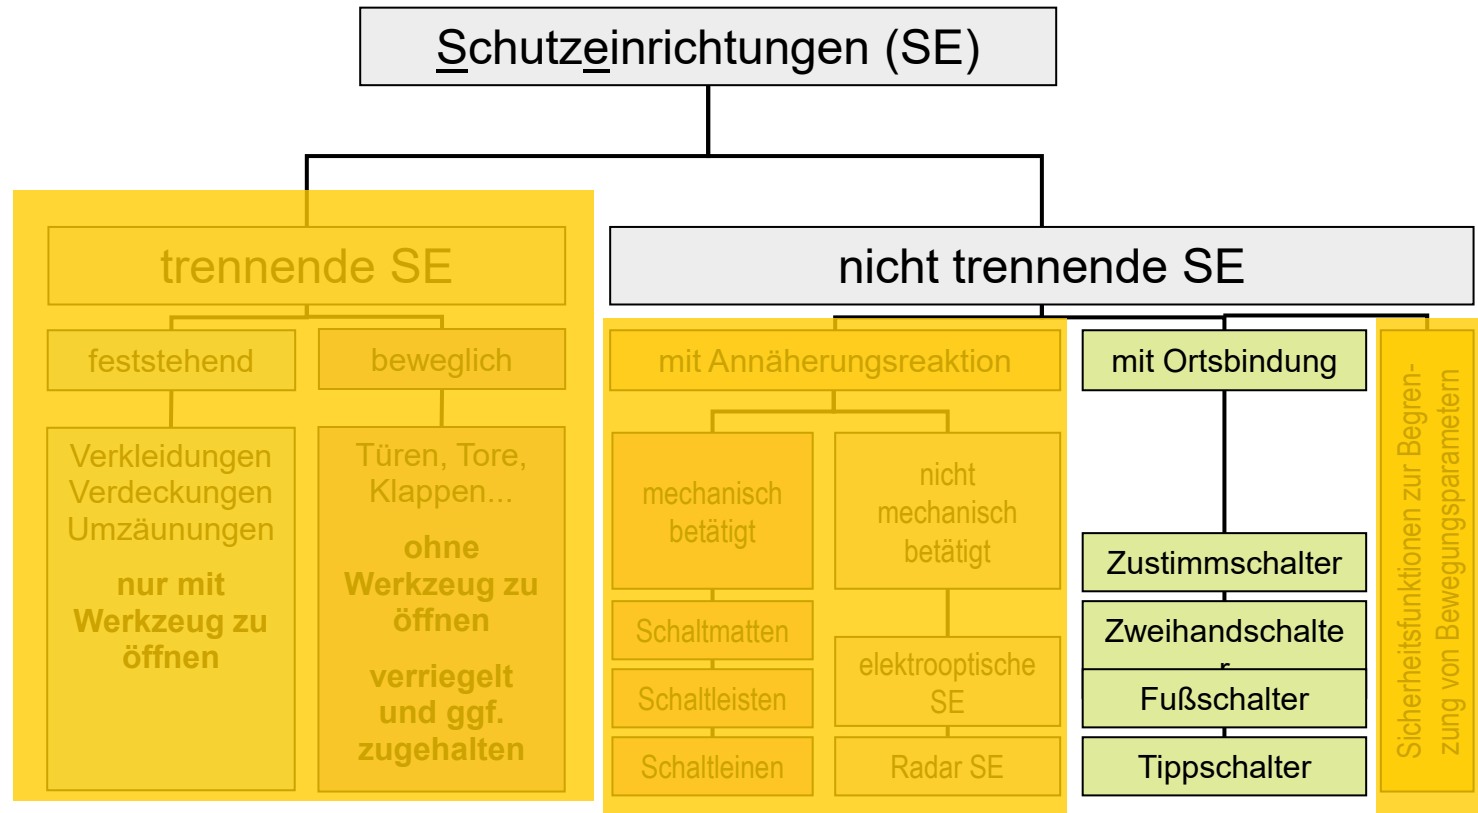 Schutzeinrichtungen (SE)
trennende SE
nicht trennende SE
feststehend
beweglich
mit Annäherungsreaktion
mit Ortsbindung
Verkleidungen
Verdeckungen
Umzäunungen
nur mit
Werkzeug zu
öffnen
Türen, Tore,
Klappen...
ohne
Werkzeug zu
öffnen
verriegelt
und ggf.
zugehalten
mechanisch
betätigt
nicht
mechanisch
betätigt
Schaltmatten
Schaltleisten
Schaltleinen
elektrooptische
SE
Radar SE
Zustimmschalter
Zweihandschalte
r
Fußschalter
Tippschalter
Sicherheitsfunktionen zur Begren-
zung von Bewegungsparametern